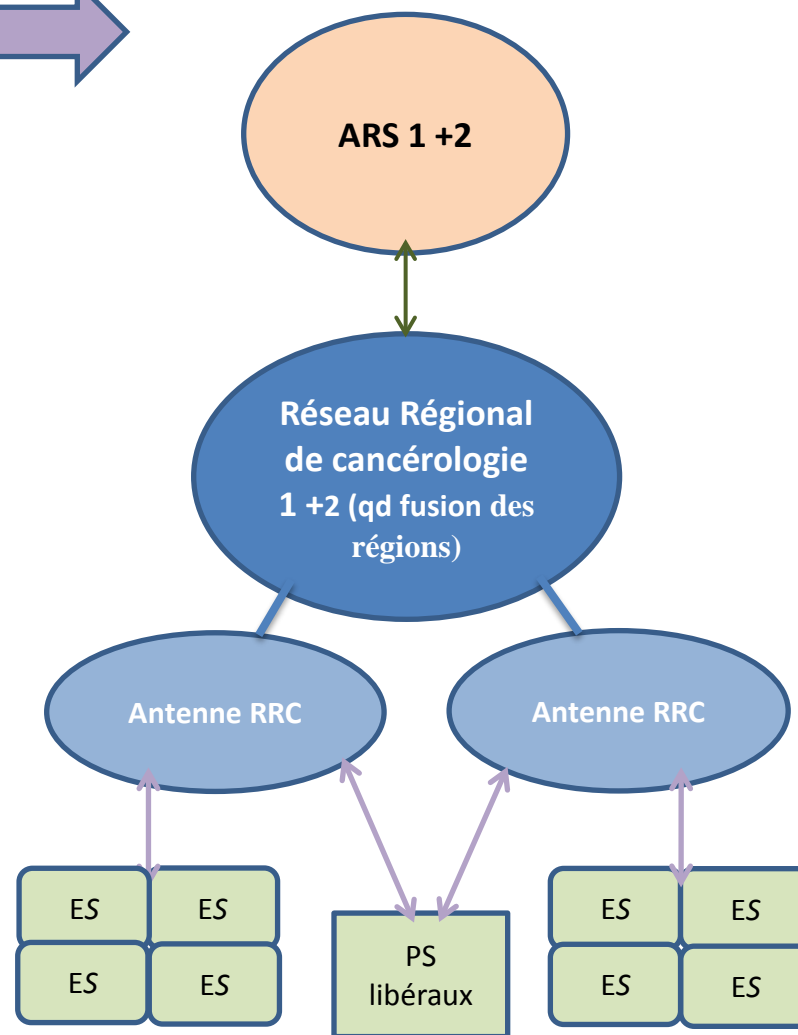 ARS 1 +2
Réseau Régional
de cancérologie
1 +2 (qd fusion des
régions)
Antenne RRC
Antenne RRC
ES
ES
ES
ES
PS
libéraux
ES
ES
ES
ES